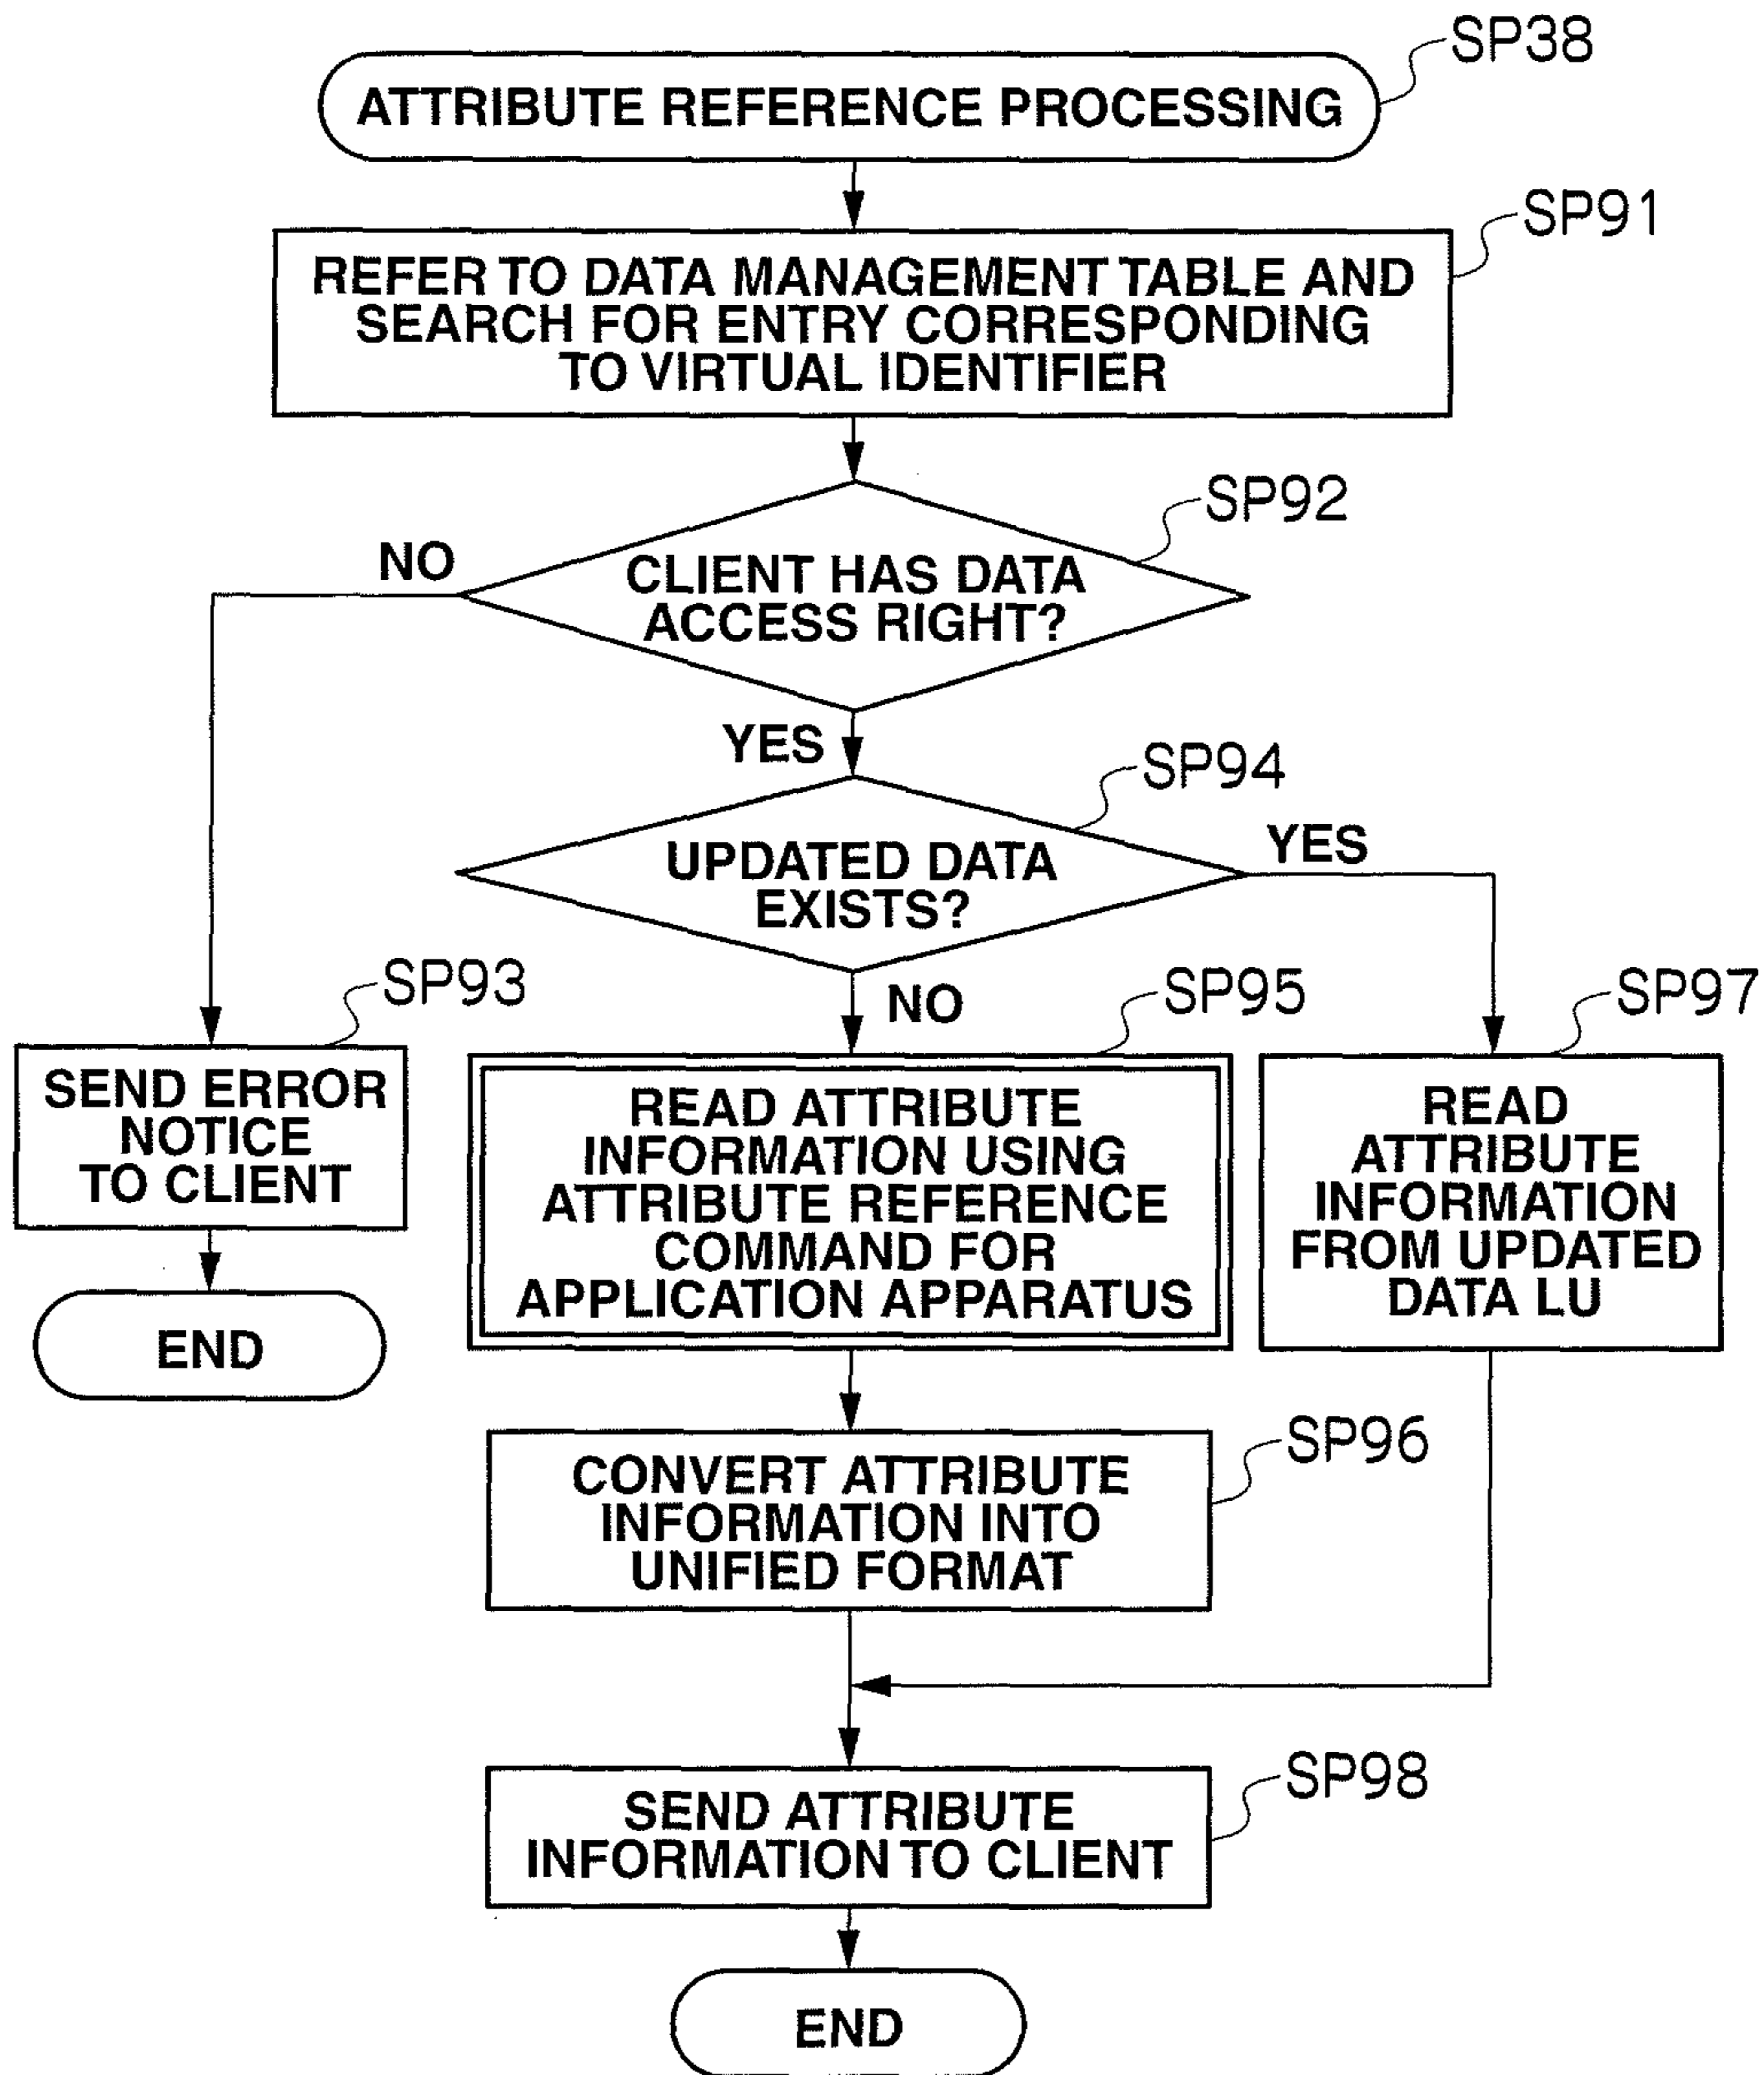 SP38
ATTRIBUTE REFERENCE PROCESSING
SP91
REFER TO DATA MANAGEMENT TABLE AND
SEARCH FOR ENTRY CORRESPONDING
TO VIRTUAL IDENTIFIER
SP92
NO
CLIENT HAS DATA
ACCESS RIGHT?
YES
SP94
UPDATED DATA
EXISTS?
YES
SP93
SEND ERROR
NOTICE
TO CLIENT
END
NO
SP95
READ ATTRIBUTE
INFORMATION USING
ATTRIBUTE REFERENCE
COMMAND FOR
APPLICATION APPARATUS
SP97
READ
ATTRIBUTE
INFORMATION
FROM UPDATED
DATA LU
SP96
CONVERT ATTRIBUTE
INFORMATION INTO
UNIFIED FORMAT
SP98
SEND ATTRIBUTE
INFORMATION TO CLIENT
END